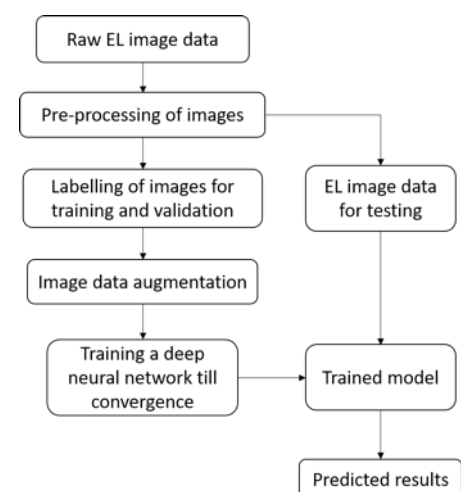 Raw EL image data
Pre-processing of images
Labelling of images for
training and validation
EL image data
for testing
Image data augmentation
Training a deep
neural network till
convergence
Trained model
Predicted results